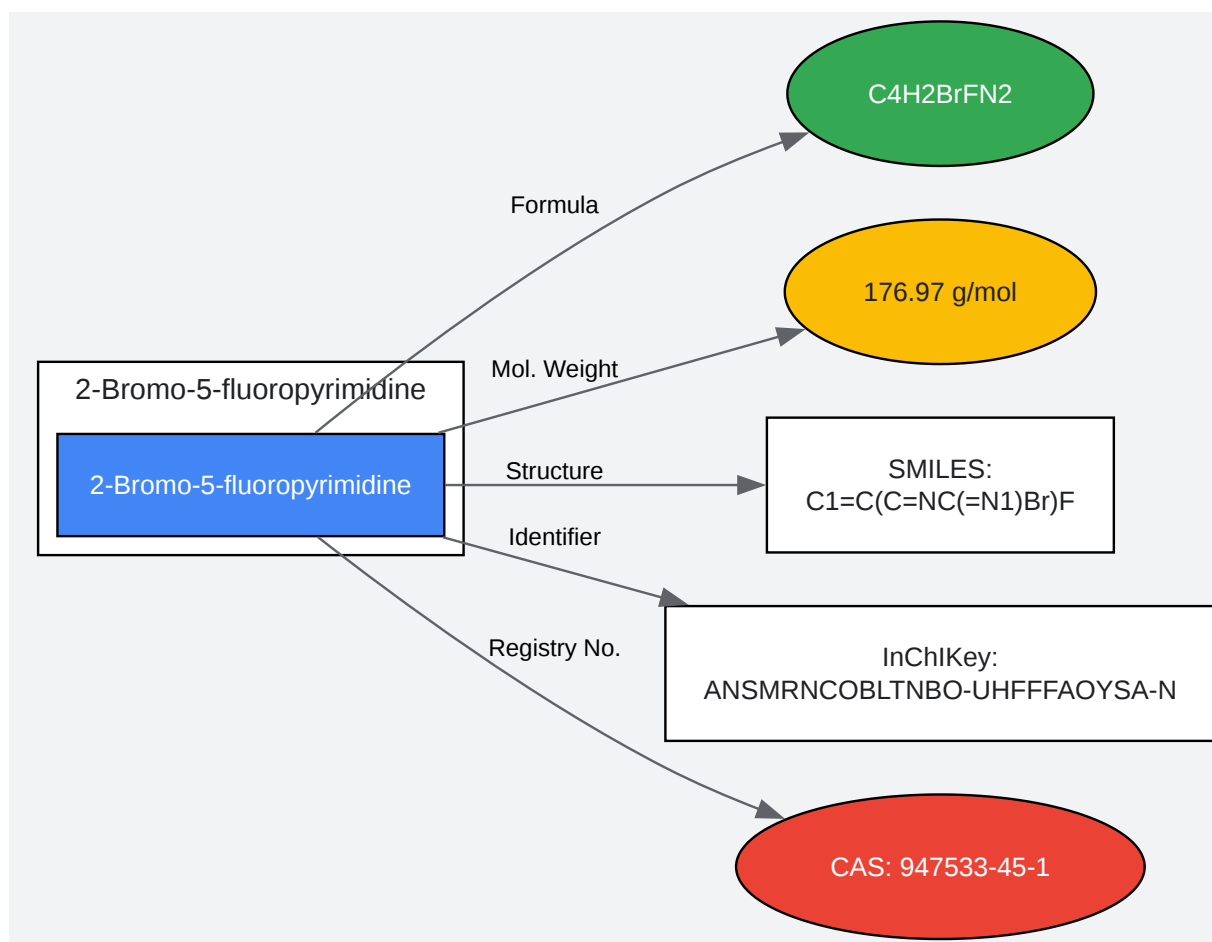 C4H2BrFN2
Formula
176.97 g/mol
Mol. Weight
2-Bromo-5-fluoropyrimidine
2-Bromo-5-fluoropyrimidine
Structure
SMILES:
C1=C(C=NC(=N1)Br)F
Identifier
InChIKey:
ANSMRNCOBLTNBO-UHFFFAOYSA-N
Registry No.
CAS: 947533-45-1